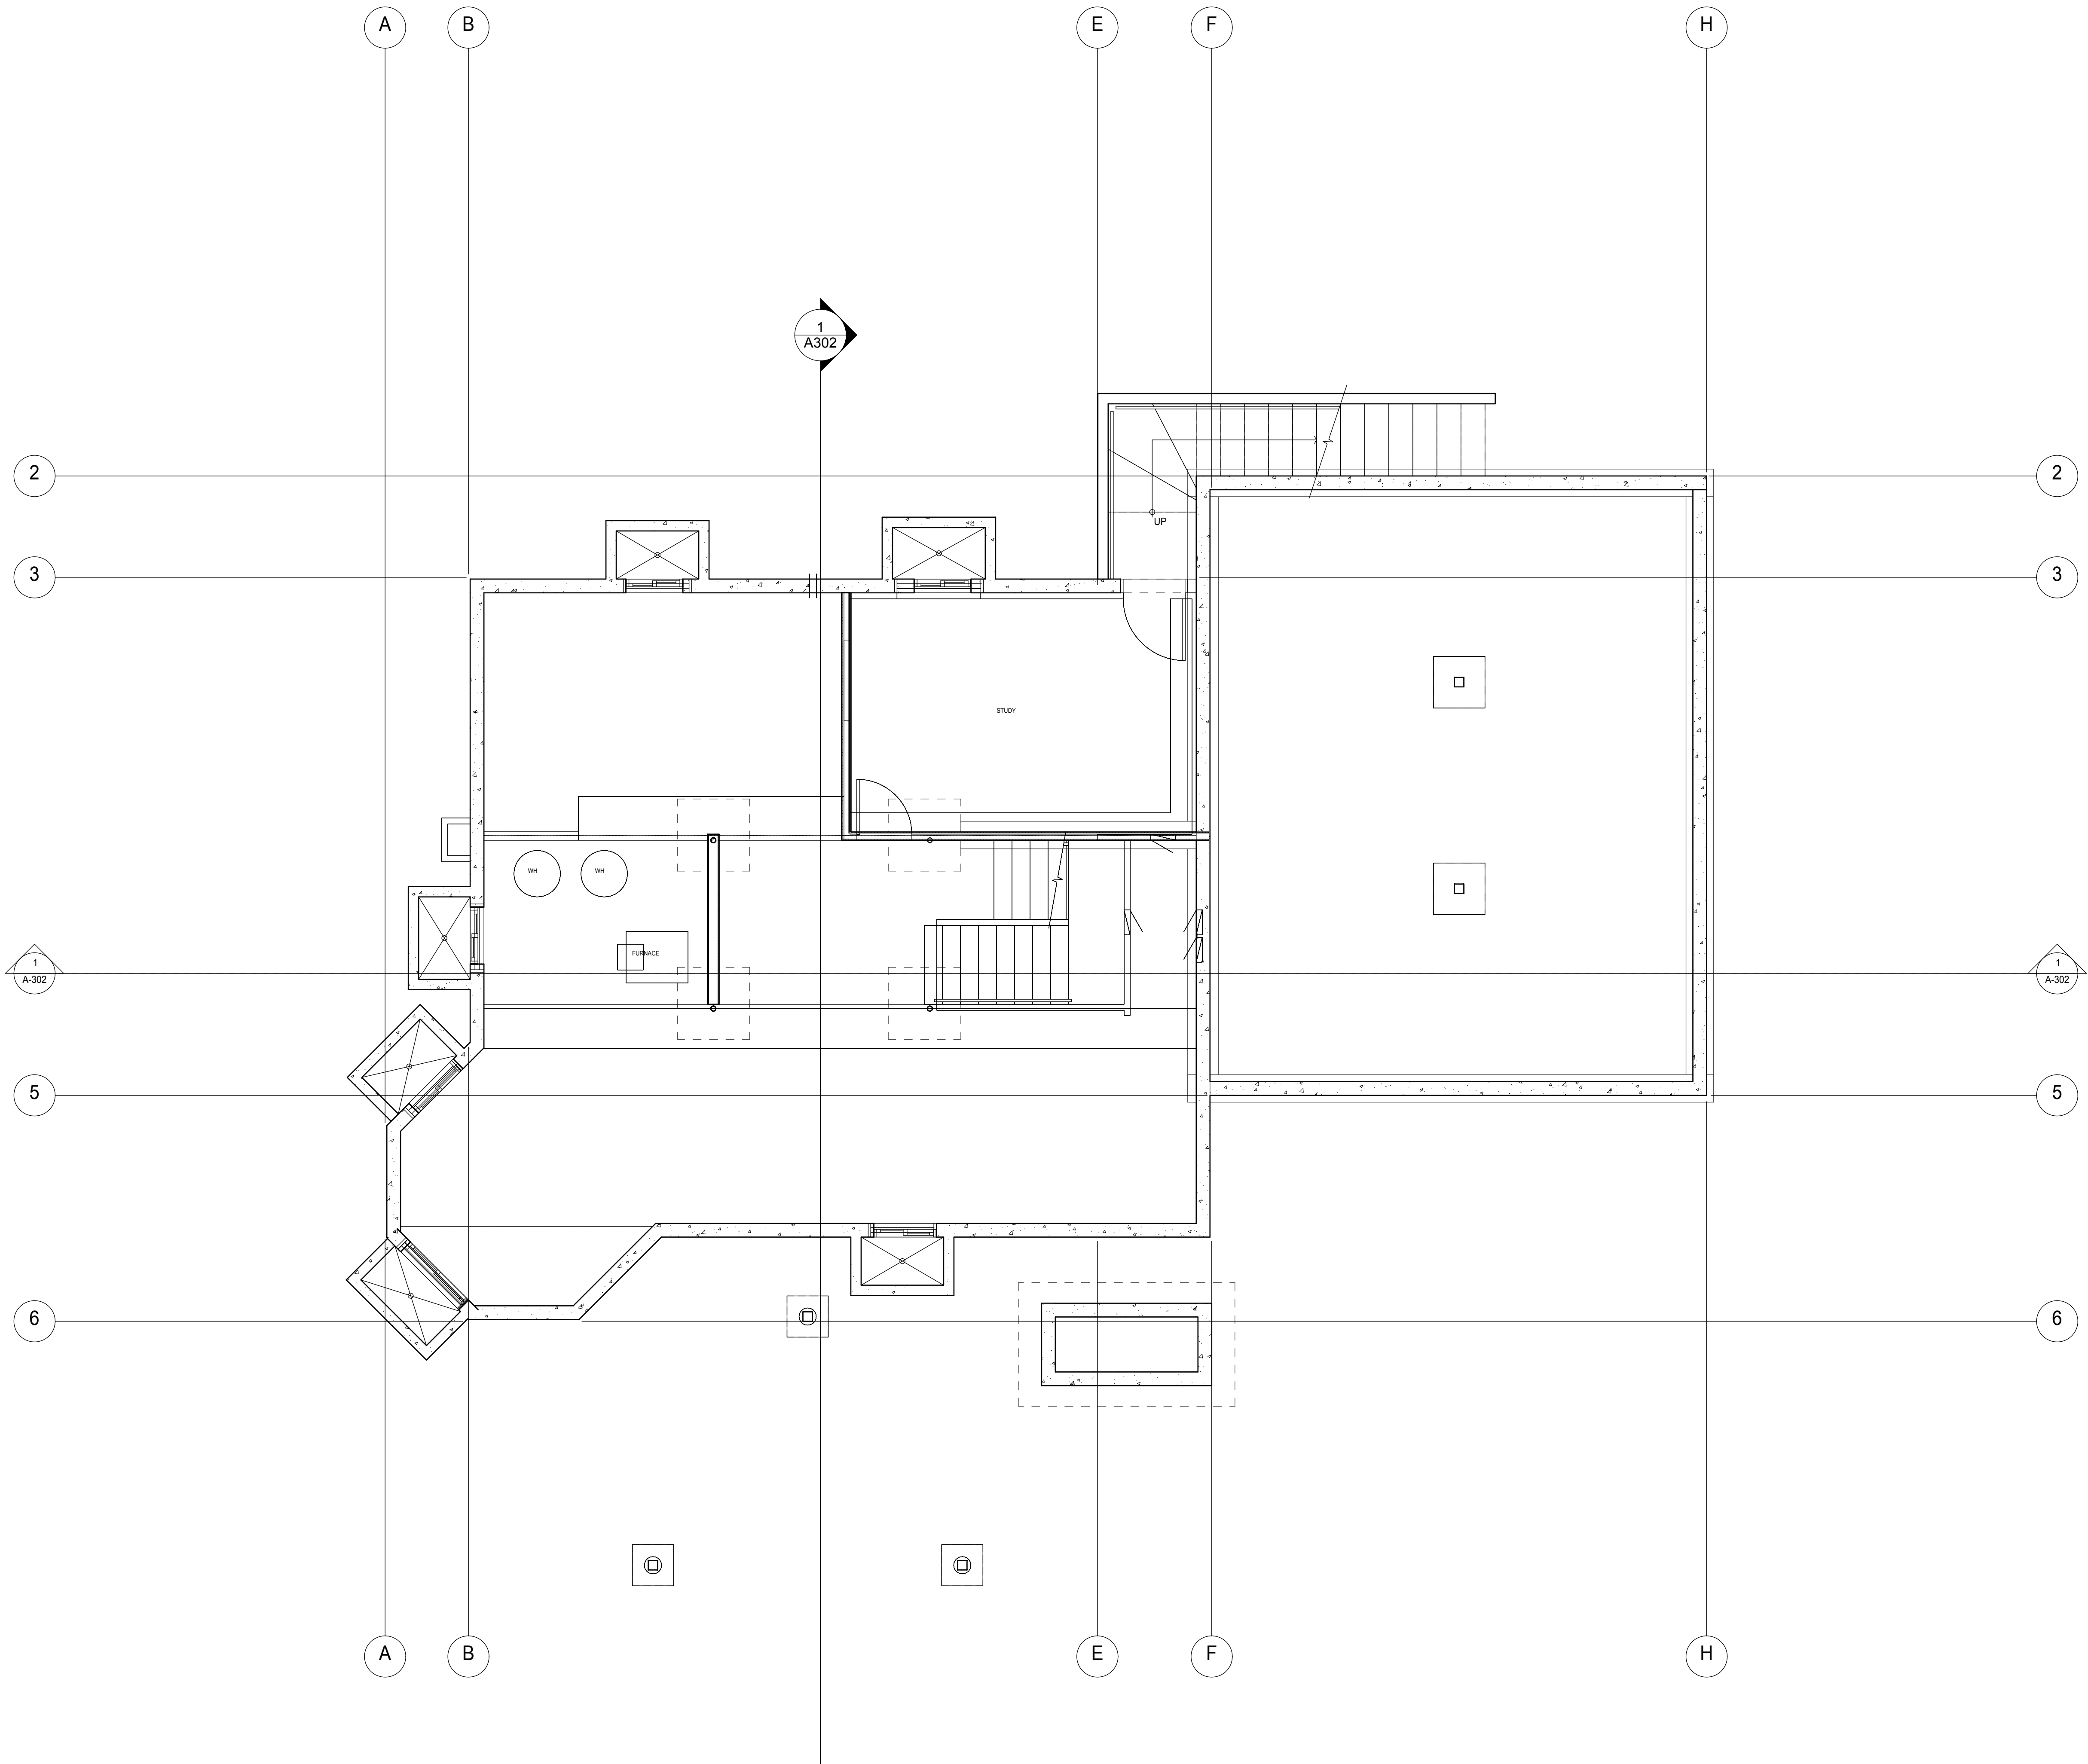 A B E F H
1
A302
2 2
UP
3 3
STUDY
WH WH
FURNACE
1 1
A-302 A-302
5 5
6 6
A B E F H